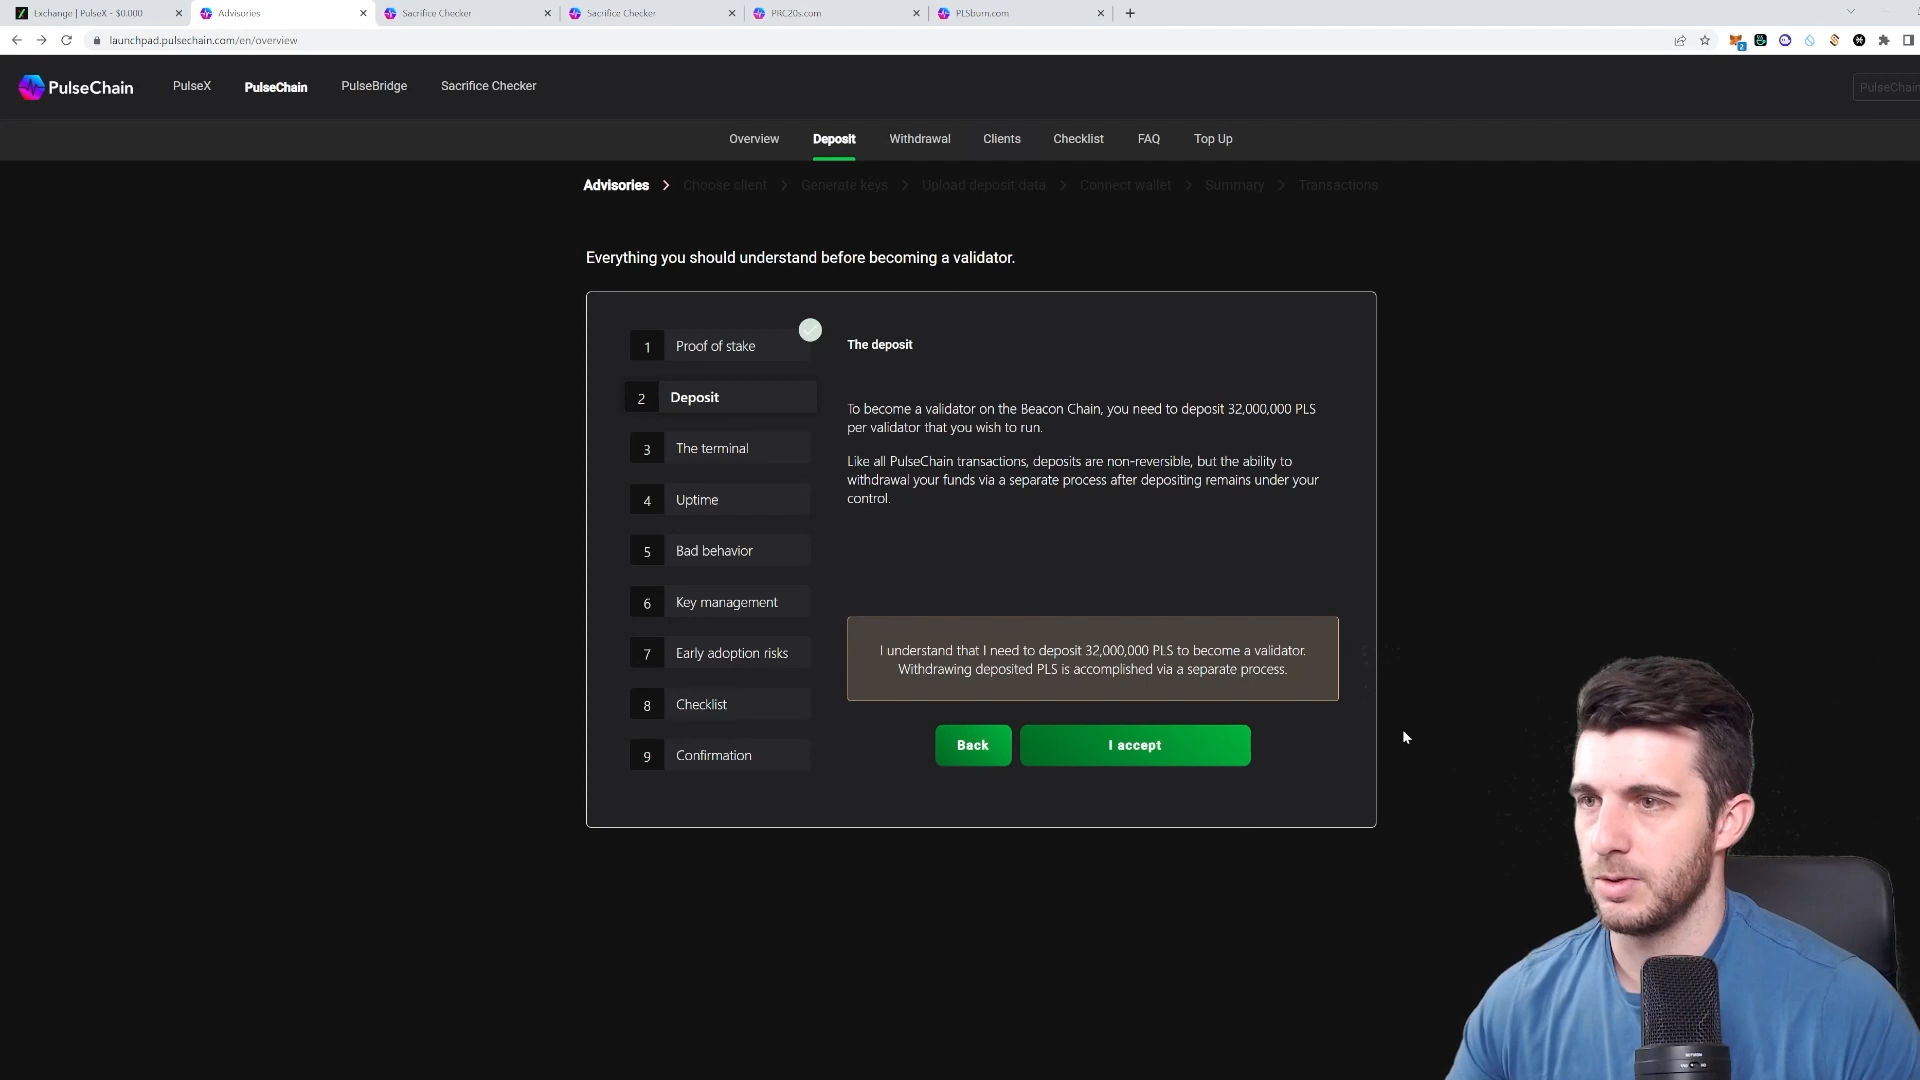 Exchange | PulseX - $0.000
Advisories
Sacrifice Checker
Sacrifice Checker
PRC20s.com
PLSburn.com
launchpad.pulsechain.com/en/overview
2
PulseChain
PulseX
PulseChain
PulseBridge
Sacrifice Checker
PulseChain
Overview
Deposit
Withdrawal
Clients
Checklist
FAQ
Top Up
Advisories
Choose client
Generate keys
Upload deposit data
Connect wallet
Summary
Transactions
Everything you should understand before becoming a validator.
1 Proof of stake
2 Deposit
3 The terminal
4 Uptime
5 Bad behavior
6 Key management
7 Early adoption risks
8 Checklist
9 Confirmation
The deposit
To become a validator on the Beacon Chain, you need to deposit 32,000,000 PLS
per validator that you wish to run.
Like all PulseChain transactions, deposits are non-reversible, but the ability to
withdrawal your funds via a separate process after depositing remains under your
control.
I understand that I need to deposit 32,000,000 PLS to become a validator.
Withdrawing deposited PLS is accomplished via a separate process.
Back
I accept